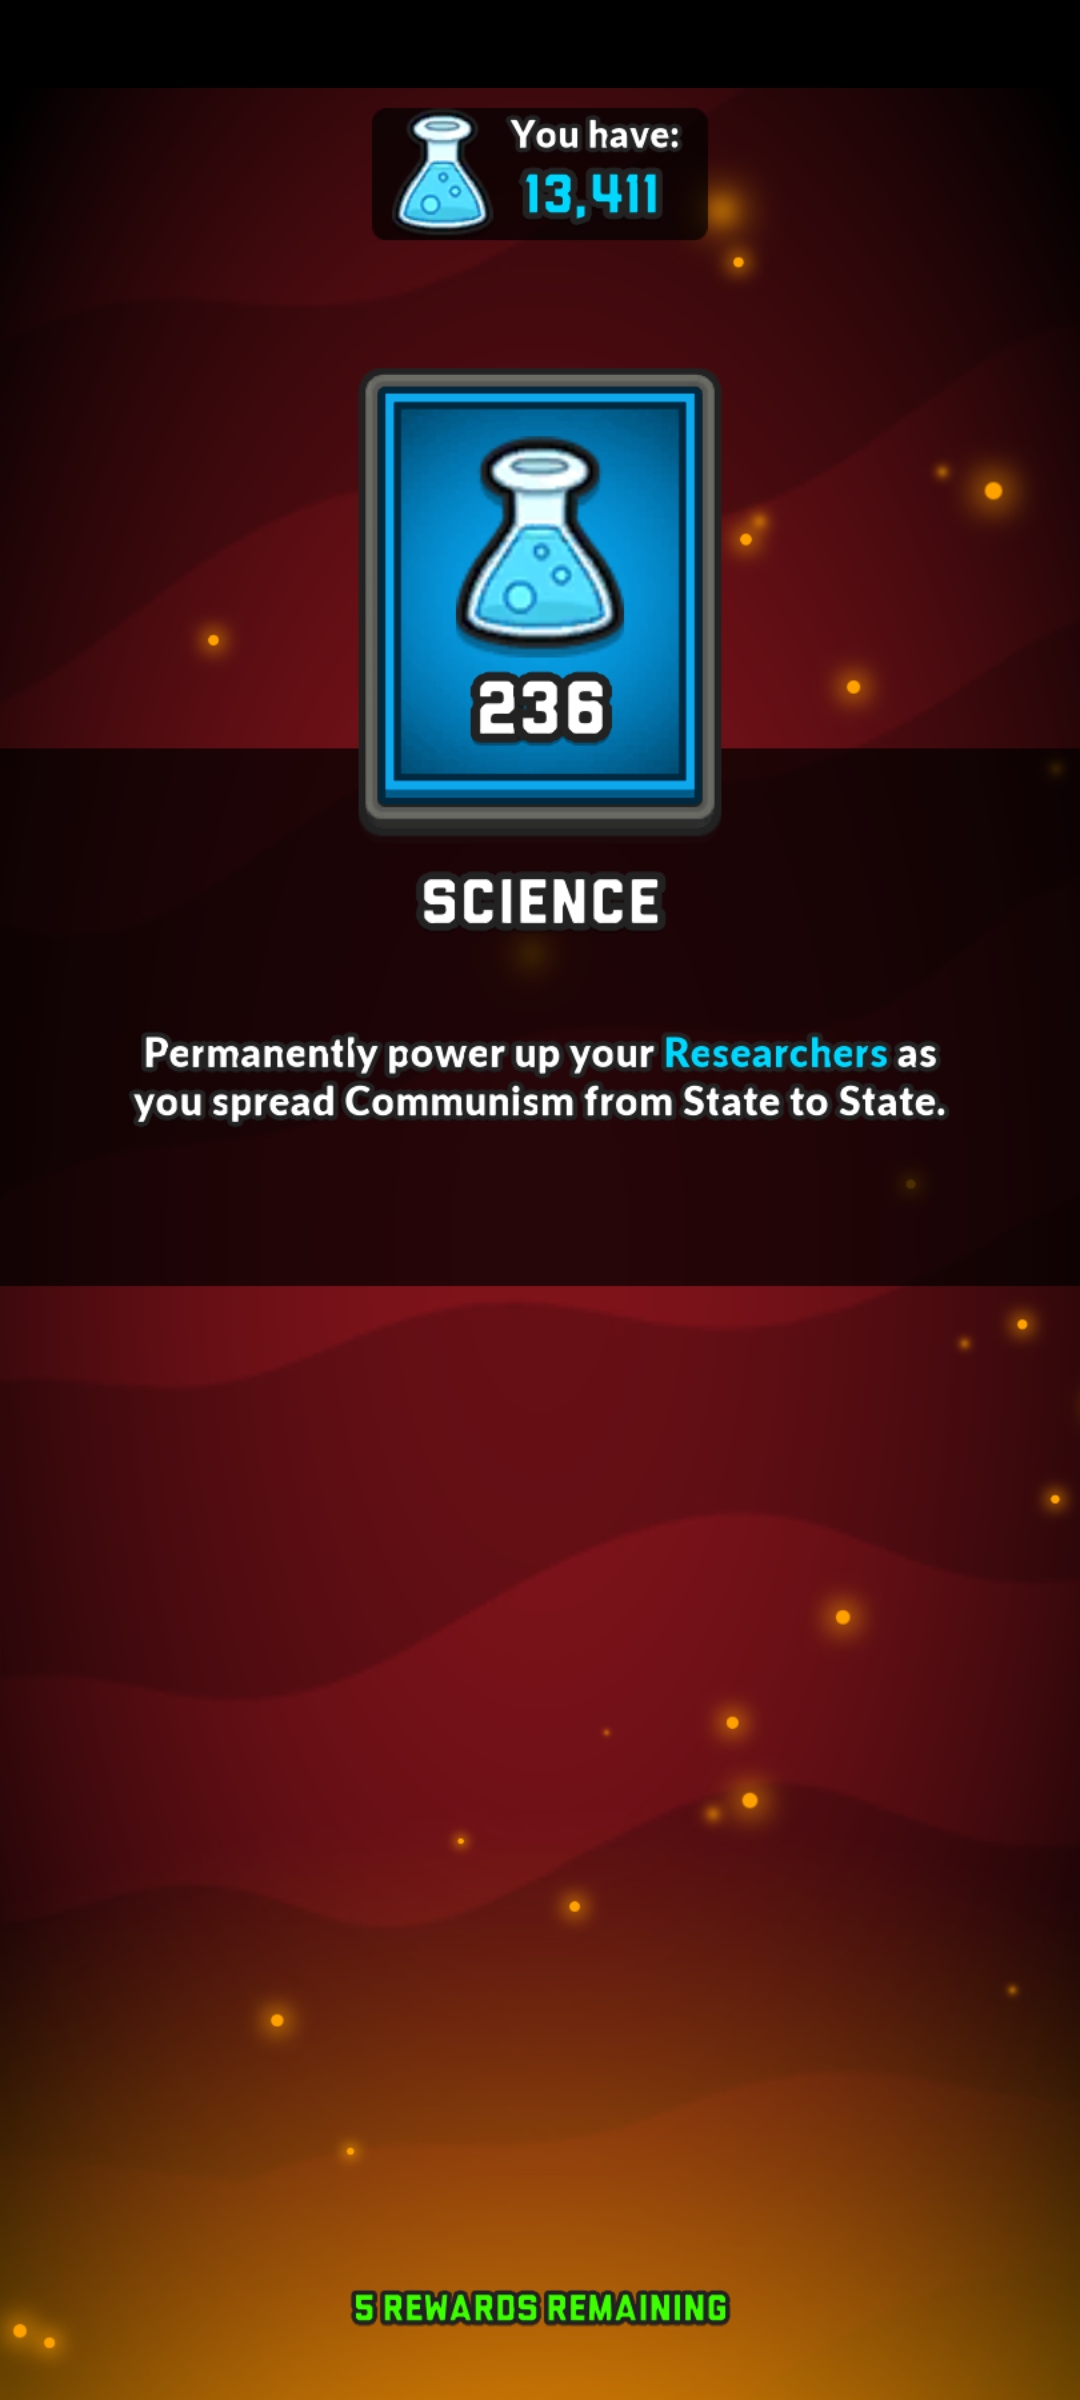 You have:
13,411
236
SCIENCE
Permanently power up your Researchers as
you spread Communism from State to State.
5 REWARDS REMAINING